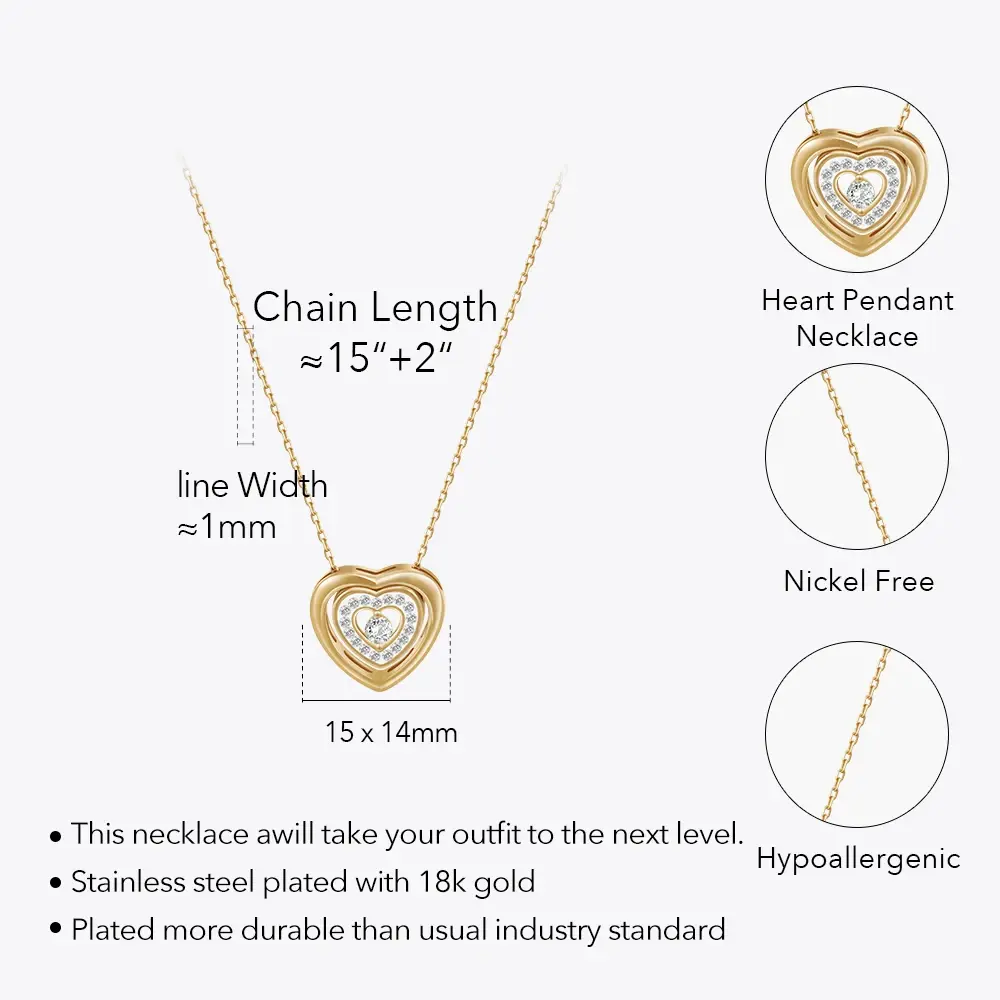 Chain Length
≈15“+2“
line Width
≈1mm
15 x 14mm
Heart Pendant
Necklace
Nickel Free
Hypoallergenic
• This necklace awill take your outfit to the next level.
• Stainless steel plated with 18k gold
• Plated more durable than usual industry standard